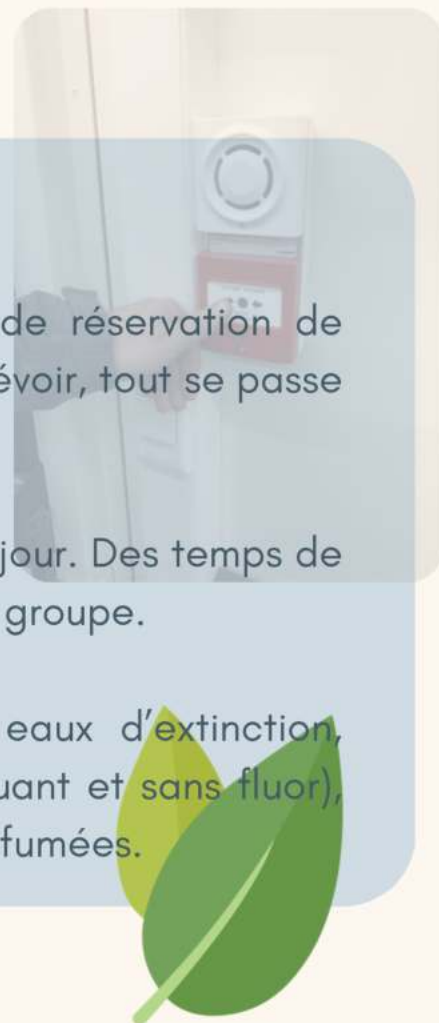 de réservation de
évoir, tout se passe
jour. Des temps de
groupe.
eaux d'extinction,
uant et sans fluor),
fumées.